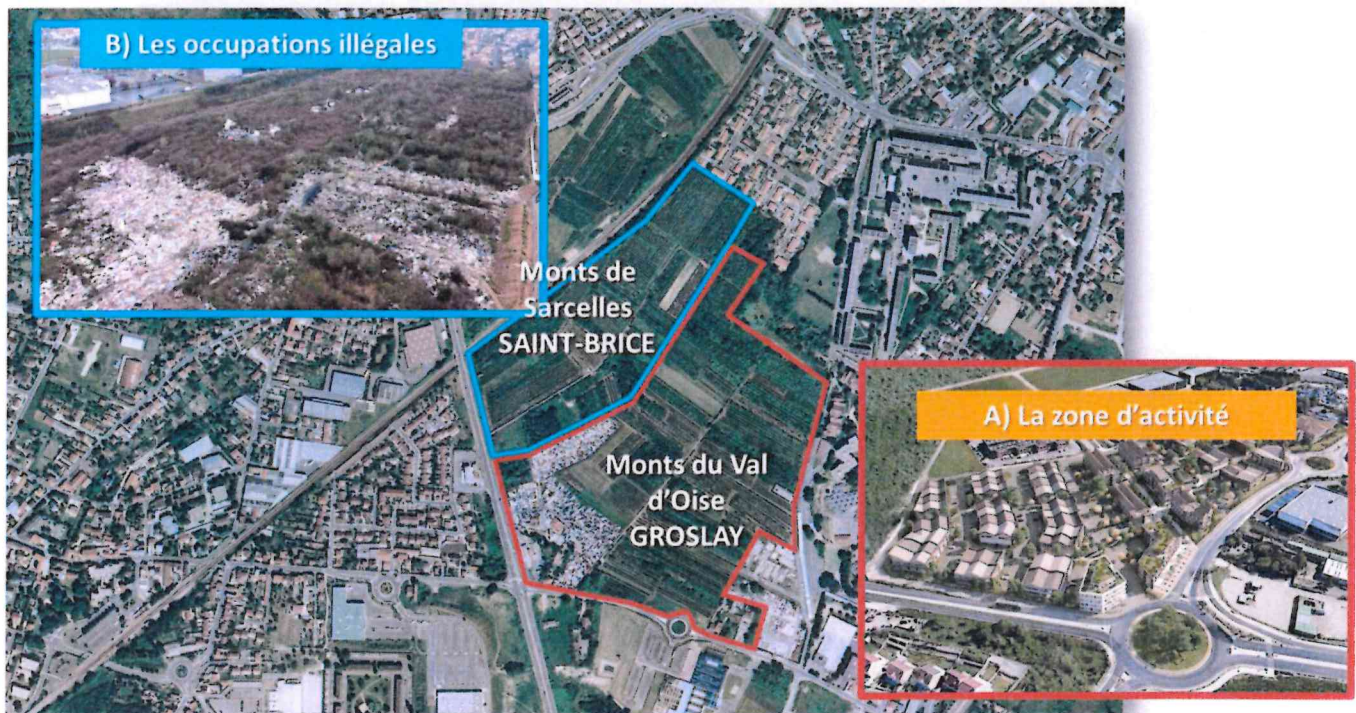 B) Les occupations illégales
Monts de
Sarcelles
SAINT-BRICE
Monts du Val
d'Oise
GROSLAY
A) La zone d'activité